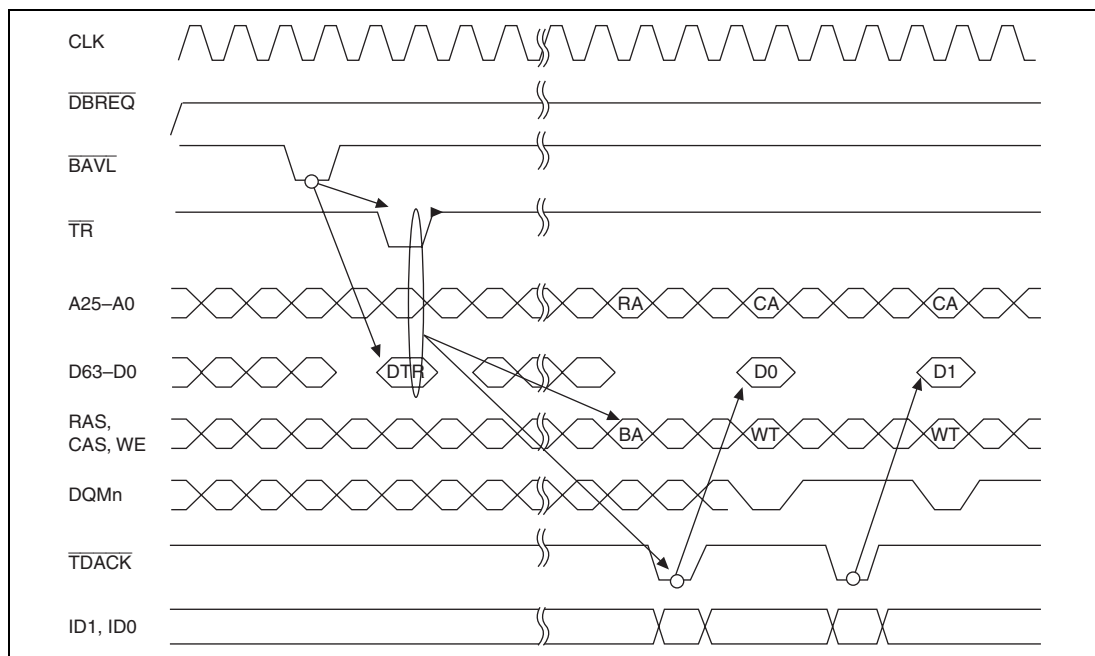 CLK
DBREQ
BAVL
TR
A25–A0 RA CA CA
D63–D0 DTR D0 D1
RAS,
CAS, WE BA WT WT
DQMn
TDACK
ID1, ID0